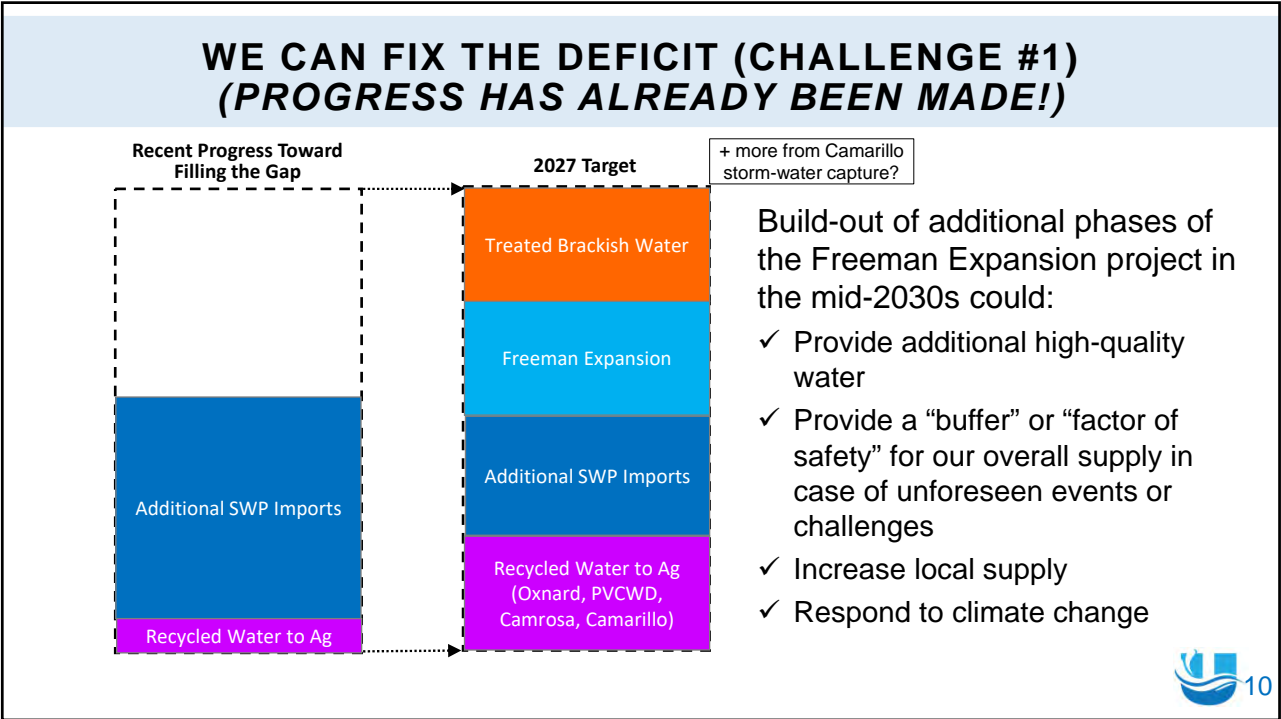 WE CAN FIX THE DEFICIT (CHALLENGE #1)
(PROGRESS HAS ALREADY BEEN MADE!)
Recent Progress Toward
Filling the Gap
Additional SWP Imports
Recycled Water to Ag
2027 Target
Treated Brackish Water
Freeman Expansion
Additional SWP Imports
Recycled Water to Ag
(Oxnard, PVCWD,
Camrosa, Camarillo)
+ more from Camarillo
storm-water capture?
Build-out of additional phases of
the Freeman Expansion project in
the mid-2030s could:
✓ Provide additional high-quality
water
✓ Provide a “buffer” or “factor of
safety” for our overall supply in
case of unforeseen events or
challenges
✓ Increase local supply
✓ Respond to climate change
10